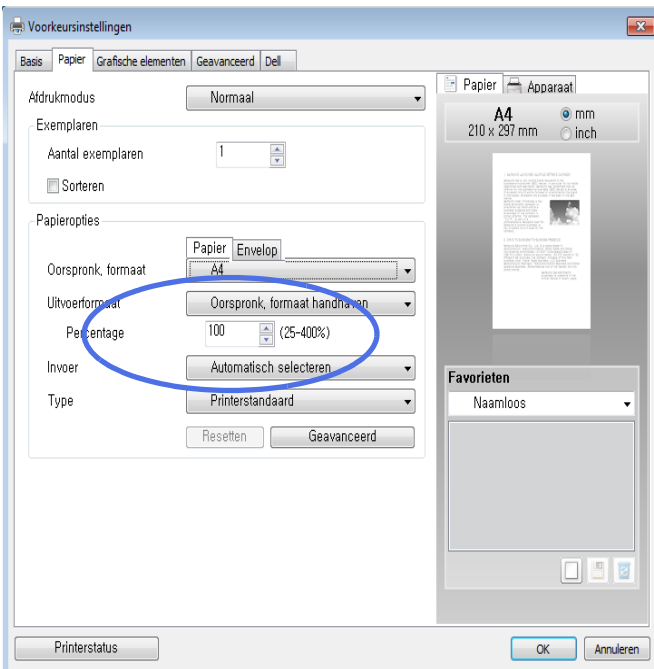 Voorkeursinstellingen
Basis Papier Grafische elementen Geavanceerd Dell
Afdrukmodus Normaal
Exemplaren
Aantal exemplaren 1
Sorteren
Papieropties
Papier Envelop
Oorspronk, formaat A4
Uitvoerformaat Oorspronk, formaat handhaven
Percentage 100 (25-400%)
Invoer Automatisch selecteren
Type Printerstandaard
Resetten Geavanceerd
Papier Apparaat
A4 mm
210 x 297 mm inch
Favorieten
Naamloos
Printerstatus OK Annuleren